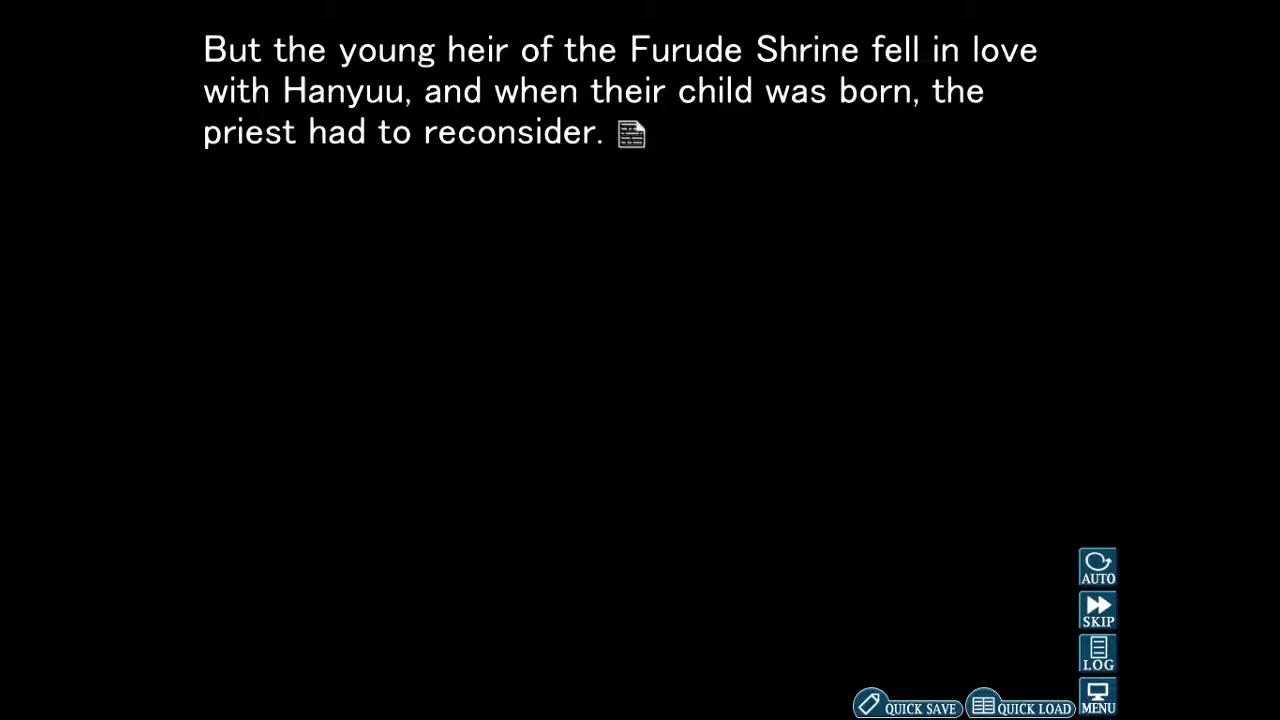 But the young heir of the Furude Shrine fell in love
with Hanyuu, and when their child was born, the
priest had to reconsider.
AUTO
SKIP
LOG
QUICK SAVE
QUICK LOAD
MENU